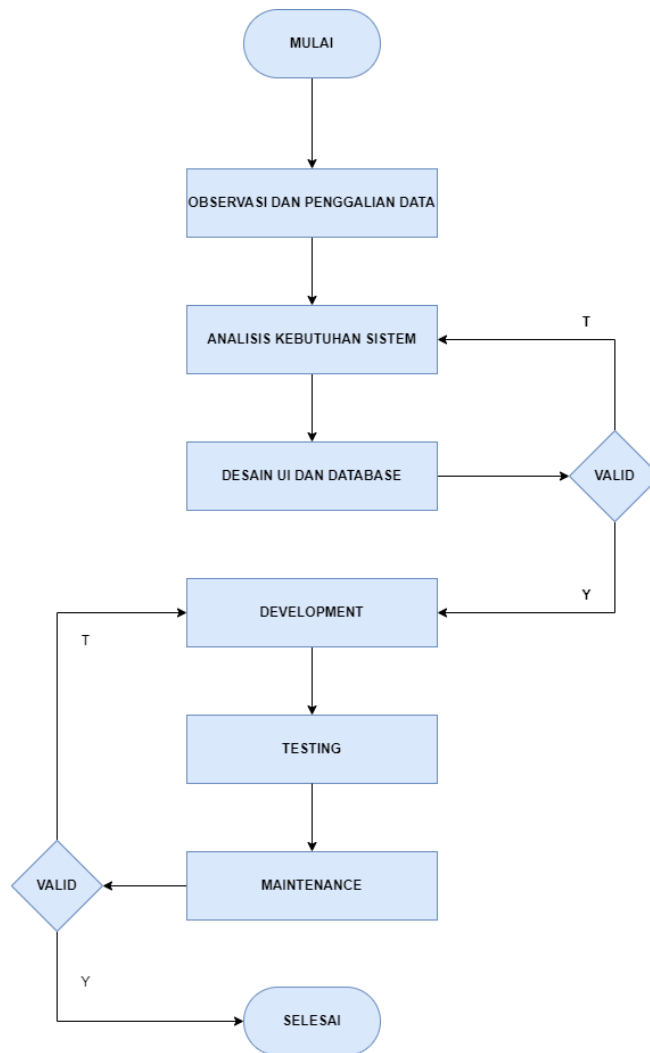 MULAI
OBSERVASI DAN PENGGALIAN DATA
ANALISIS KEBUTUHAN SISTEM
T
DESAIN UI DAN DATABASE
VALID
Y
DEVELOPMENT
T
TESTING
MAINTENANCE
VALID
Y
SELESAI